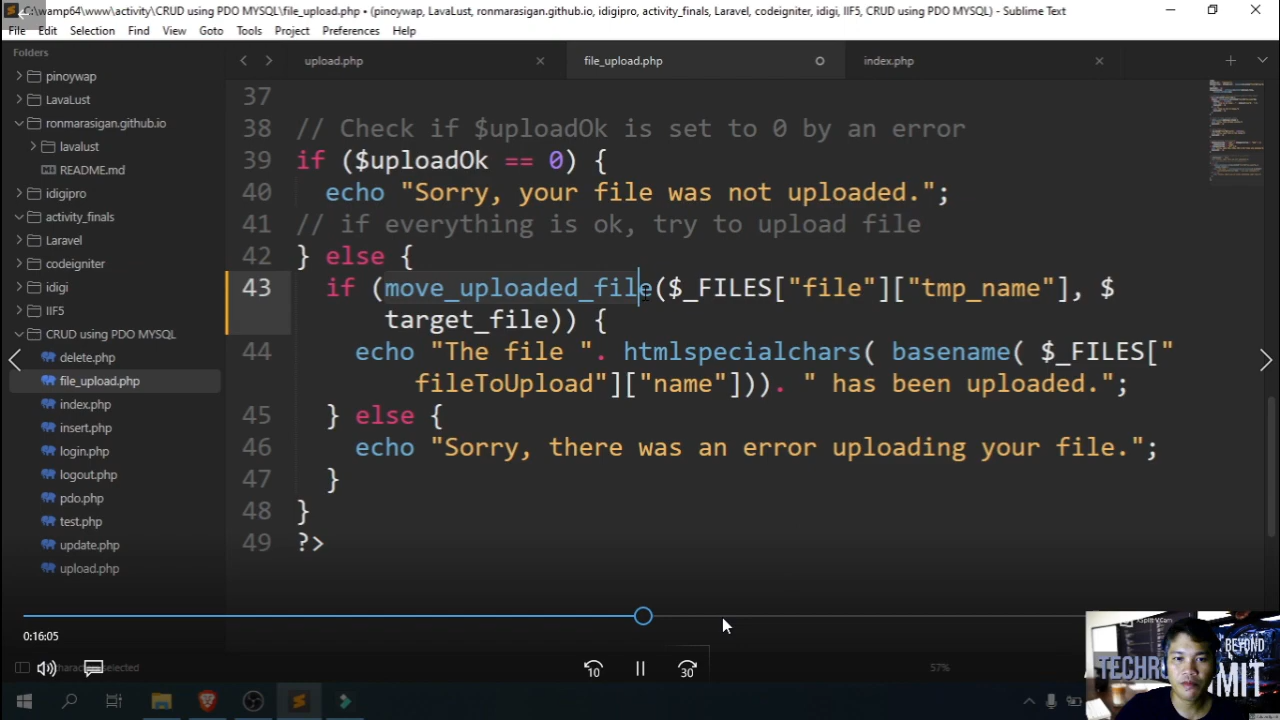 C:\wamp64\www\activity\CRUD using PDO MYSQL\file_upload.php • (pinoywap, LavaLust, ronmarasigan.github.io, idigipro, activity_finals, Laravel, codeigniter, idigi, IIF5, CRUD using PDO MYSQL) - Sublime Text
File Edit Selection Find View Goto Tools Project Preferences Help
Folders
pinoywap
LavaLust
ronmarasigan.github.io
lavalust
README.md
idigipro
activity_finals
Laravel
codeigniter
idigi
IIF5
CRUD using PDO MYSQL
delete.php
file_upload.php
index.php
insert.php
login.php
logout.php
pdo.php
test.php
update.php
upload.php
upload.php file_upload.php index.php
37
38 // Check if $uploadOk is set to 0 by an error
39 if ($uploadOk == 0) {
40 echo "Sorry, your file was not uploaded.";
41 // if everything is ok, try to upload file
42 } else {
43 if (move_uploaded_file($_FILES["file"]["tmp_name"], $
target_file)) {
44 echo "The file ". htmlspecialchars( basename( $_FILES["
fileToUpload"]["name"])). " has been uploaded.";
45 } else {
46 echo "Sorry, there was an error uploading your file.";
47 }
48 }
49 ?>
0:16:05
selected
10 30
57%
XSplit VCam
BEYOND
MIT